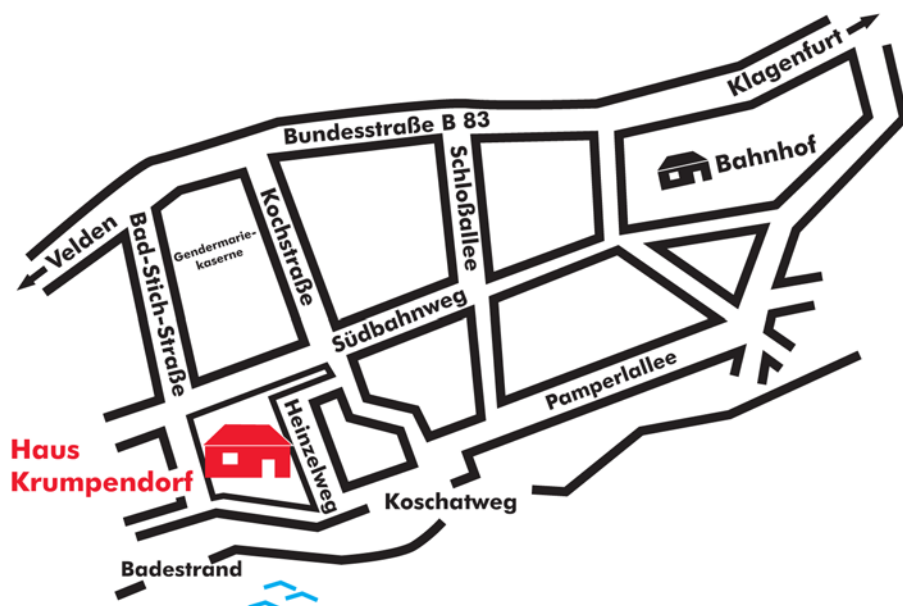 Klagenfurt
Bundesstraße B 83
Bahnhof
Schloßallee
Kochstraße
Velden
Bad-Stich-Straße
Gendermarie-
kaserne
Südbahnweg
Pamperlallee
Heinzelweg
Haus
Krumpendorf
Koschatweg
Badestrand